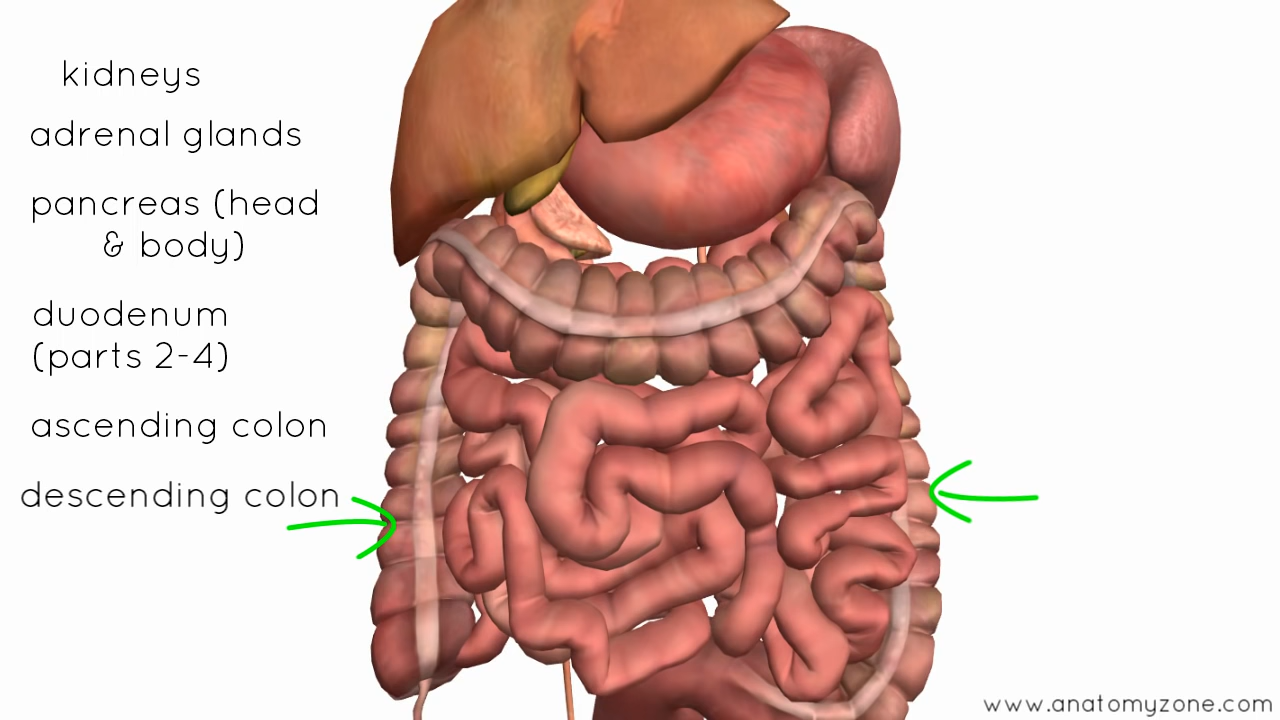 kidneys
adrenal glands
pancreas (head
& body)
duodenum
(parts 2-4)
ascending colon
descending colon
www.anatomyzone.com